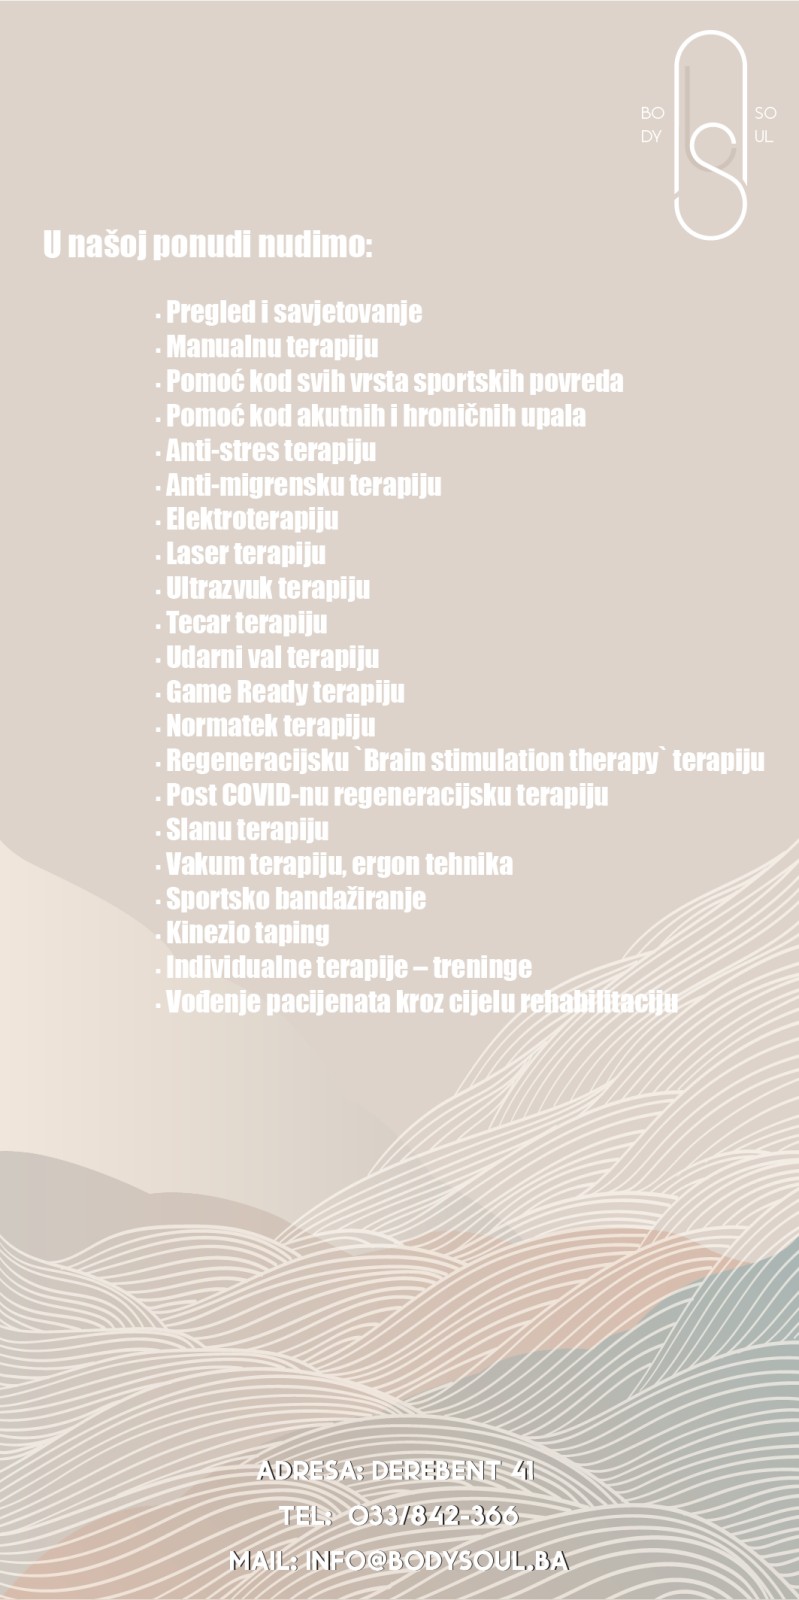 BO SO
DY UL
U našoj ponudi nudimo:
· Pregled i savjetovanje
· Manualnu terapiju
· Pomoć kod svih vrsta sportskih povreda
· Pomoć kod akutnih i hroničnih upala
· Anti-stres terapiju
· Anti-migrensku terapiju
· Elektroterapiju
· Laser terapiju
· Ultrazvuk terapiju
· Tecar terapiju
· Udarni val terapiju
· Game Ready terapiju
· Normatek terapiju
· Regeneracijsku `Brain stimulation therapy` terapiju
· Post COVID-nu regeneracijsku terapiju
· Slanu terapiju
· Vakum terapiju, ergon tehnika
· Sportsko bandažiranje
· Kinezio taping
· Individualne terapije – treninge
· Vođenje pacijenata kroz cijelu rehabilitaciju
ADRESA: DEREBENT 41
TEL: 033/842-366
MAIL: INFO@BODYSOUL.BA